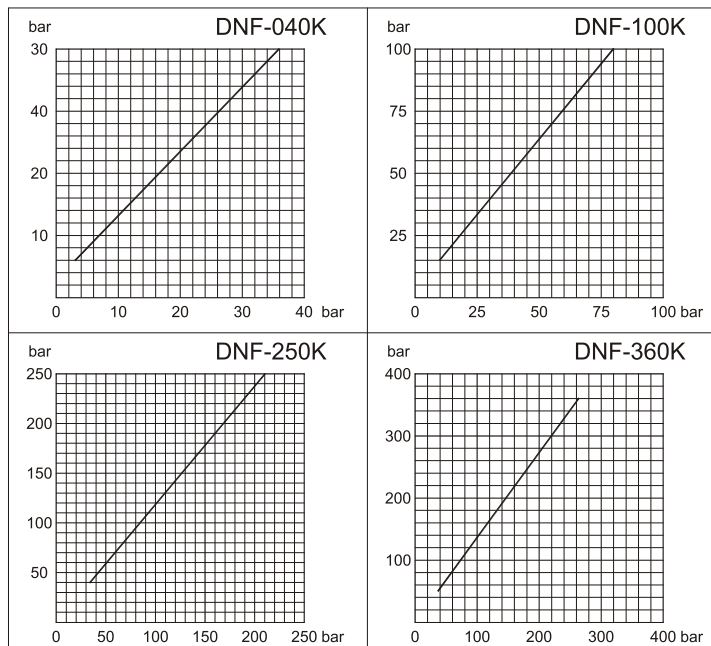 bar DNF-040K
30
40
20
10
0 10 20 30 40 bar
bar DNF-100K
100
75
50
25
0 25 50 75 100 bar
bar DNF-250K
250
200
150
100
50
0 50 100 150 200 250 bar
bar DNF-360K
400
300
200
100
0 100 200 300 400 bar